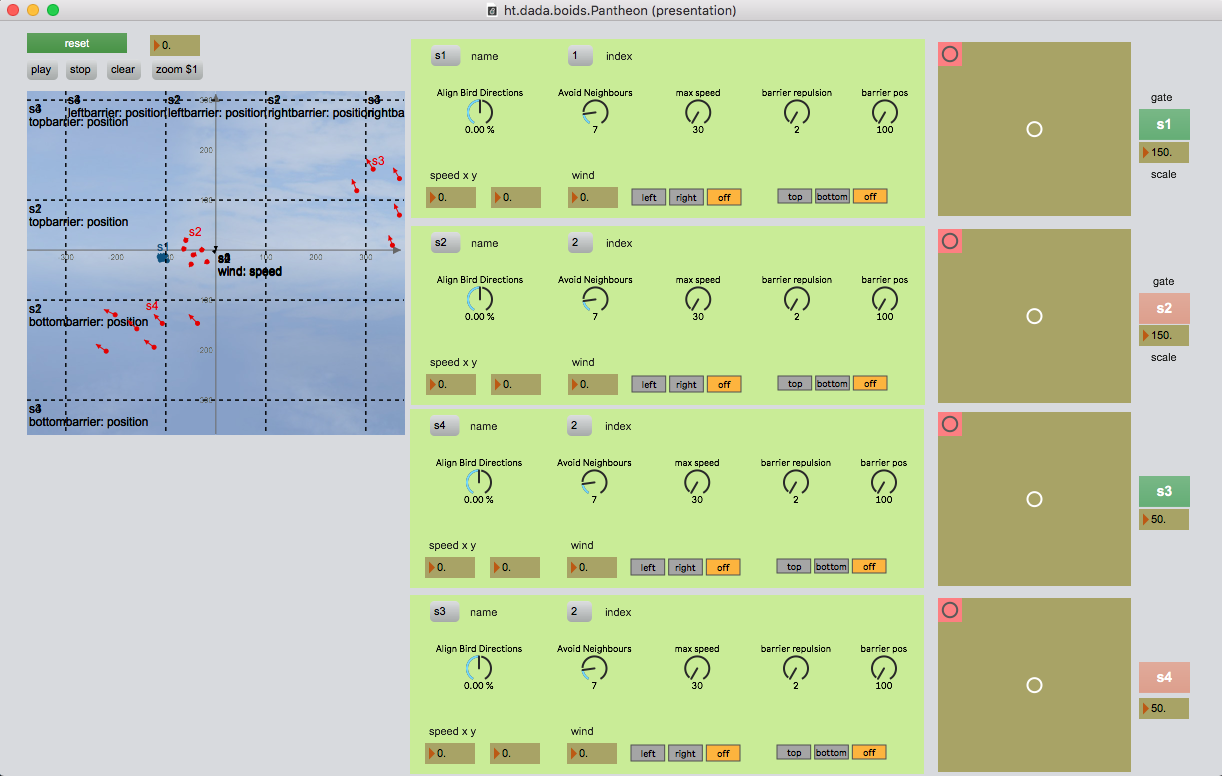 ht.dada.boids.Pantheon (presentation)
reset
0.
play stop clear zoom $1
s3 s2 s2
leftbarrier: position leftbarrier: position rightbarrier: position rightba
topbarrier: position
300
200
s3
s2
topbarrier: position
s2
s1
300 200 200 300
wind: speed
s4
bottombarrier: position
200
bottombarrier: position
s1 name 1 index
Align Bird Directions Avoid Neighbours max speed barrier repulsion barrier pos
0.00 % 7 30 2 100
speed x y wind
0. 0. 0. left right off top bottom off
s2 name 2 index
Align Bird Directions Avoid Neighbours max speed barrier repulsion barrier pos
0.00 % 7 30 2 100
speed x y wind
0. 0. 0. left right off top bottom off
s4 name 2 index
Align Bird Directions Avoid Neighbours max speed barrier repulsion barrier pos
0.00 % 7 30 2 100
speed x y wind
0. 0. 0. left right off top bottom off
s3 name 2 index
Align Bird Directions Avoid Neighbours max speed barrier repulsion barrier pos
0.00 % 7 30 2 100
speed x y wind
0. 0. 0. left right off top bottom off
gate
s1
150.
scale
gate
s2
150.
scale
s3
50.
s4
50.